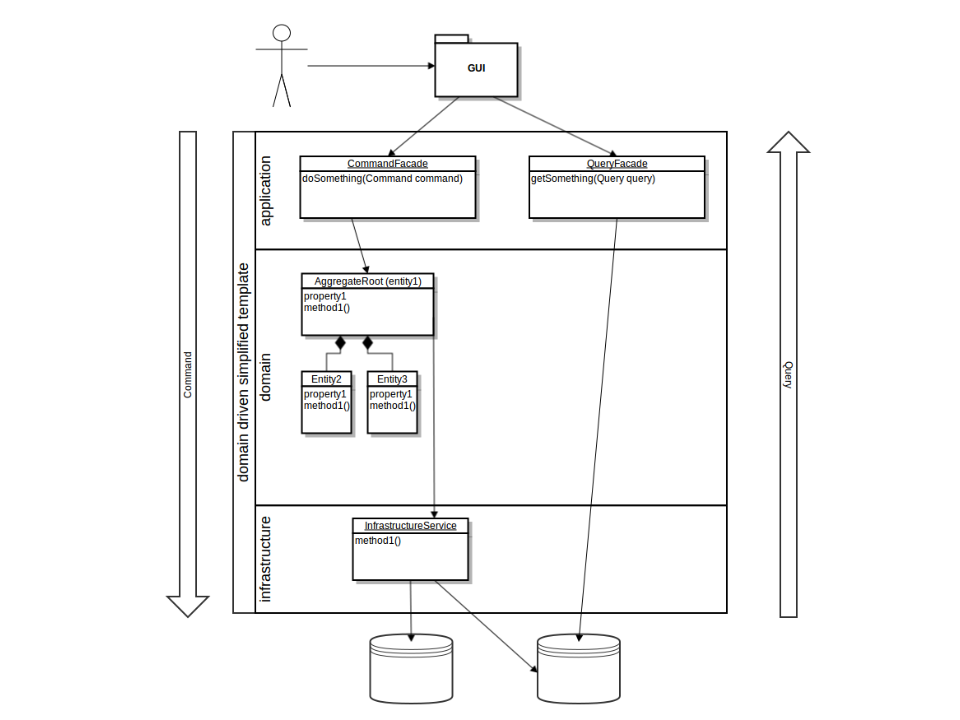 GUI
Command
domain driven simplified template
application
CommandFacade
doSomething(Command command)
QueryFacade
getSomething(Query query)
domain
AggregateRoot (entity1)
property1
method1()
Entity2
property1
method1()
Entity3
property1
method1()
infrastructure
InfrastructureService
method1()
Query